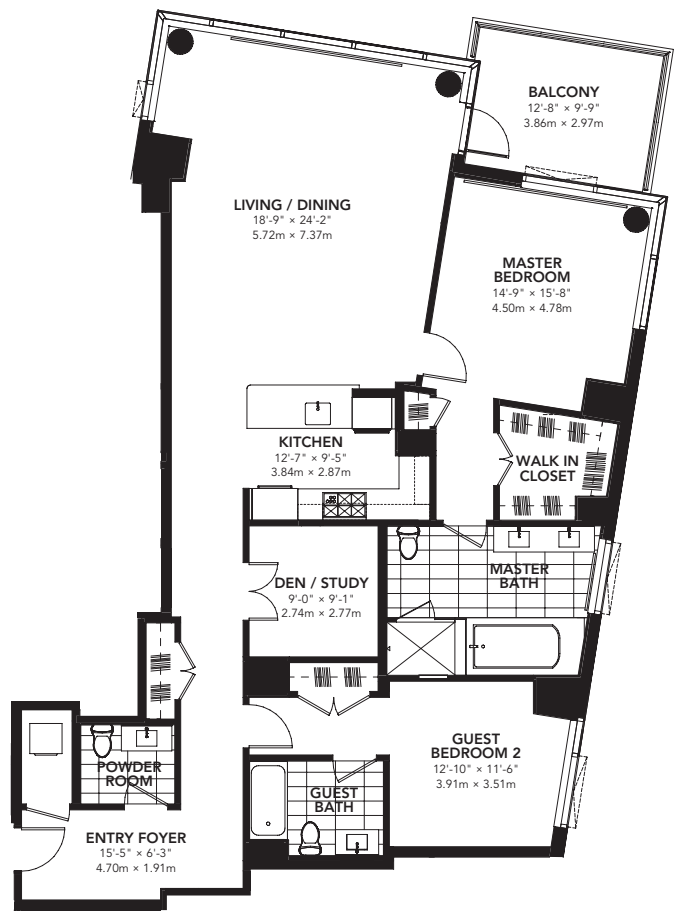 BALCONY
12'-8" × 9'-9"
3.86m × 2.97m
LIVING / DINING
18'-9" × 24'-2"
5.72m × 7.37m
MASTER
BEDROOM
14'-9" × 15'-8"
4.50m × 4.78m
KITCHEN
12'-7" × 9'-5"
3.84m × 2.87m
WALK IN
CLOSET
DEN / STUDY
9'-0" × 9'-1"
2.74m × 2.77m
MASTER
BATH
GUEST
BEDROOM 2
12'-10" × 11'-6"
3.91m × 3.51m
POWDER
ROOM
GUEST
BATH
ENTRY FOYER
15'-5" × 6'-3"
4.70m × 1.91m